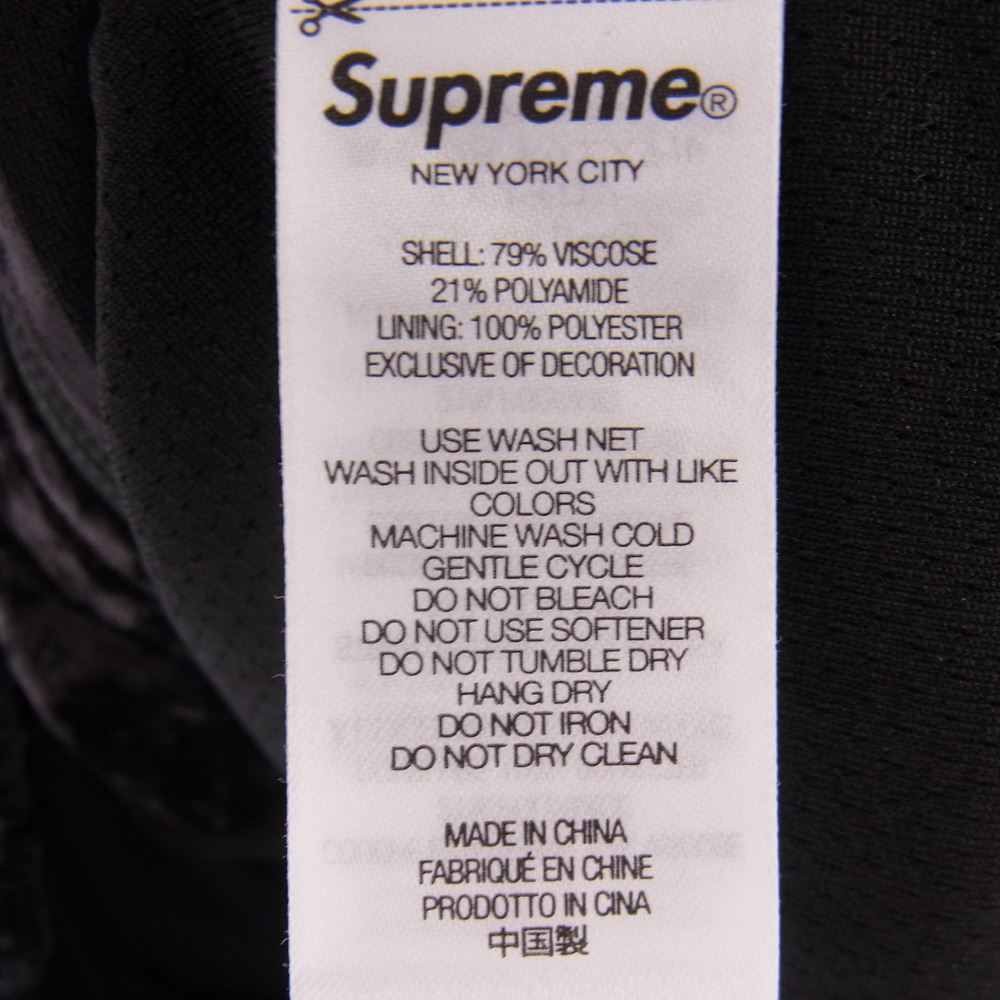 Supreme®
NEW YORK CITY
SHELL: 79% VISCOSE
21% POLYAMIDE
LINING: 100% POLYESTER
EXCLUSIVE OF DECORATION
USE WASH NET
WASH INSIDE OUT WITH LIKE
COLORS
MACHINE WASH COLD
GENTLE CYCLE
DO NOT BLEACH
DO NOT USE SOFTENER
DO NOT TUMBLE DRY
HANG DRY
DO NOT IRON
DO NOT DRY CLEAN
MADE IN CHINA
FABRIQUÉ EN CHINE
PRODOTTO IN CINA
中国製